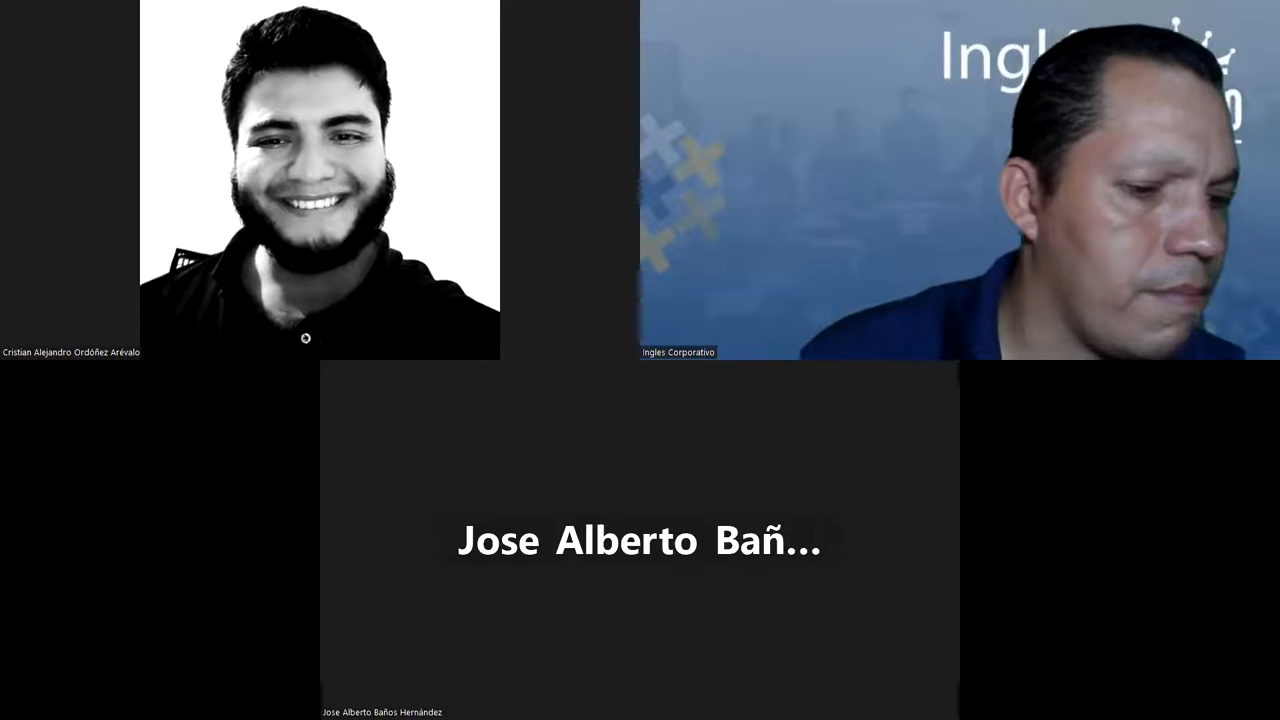 Cristian Alejandro Ordóñez Arévalo
Ingles Corporativo
Jose Alberto Bañ...
Jose Alberto Baños Hernández